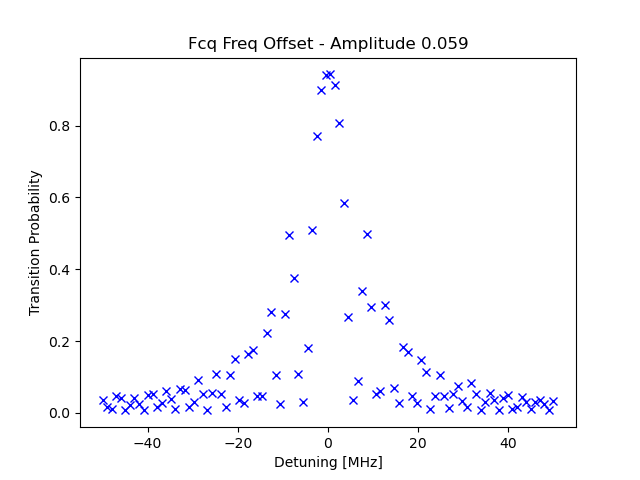 Fcq Freq Offset - Amplitude 0.059
Transition Probability
0.8
0.6
0.4
0.2
0.0
−40 −20 0 20 40
Detuning [MHz]